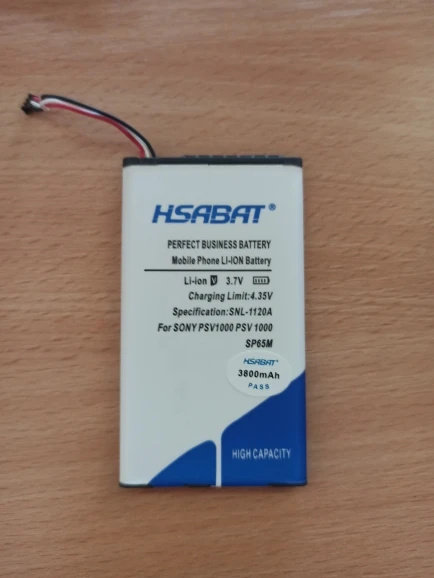 HSABAT®
PERFECT BUSINESS BATTERY
Mobile Phone LI-ION Battery
Li-ion V 3.7V
Charging Limit:4.35V
Specification:SNL-1120A
For SONY PSV1000 PSV 1000
SP65M
HSABAT®
3800mAh
PASS
HIGH CAPACITY